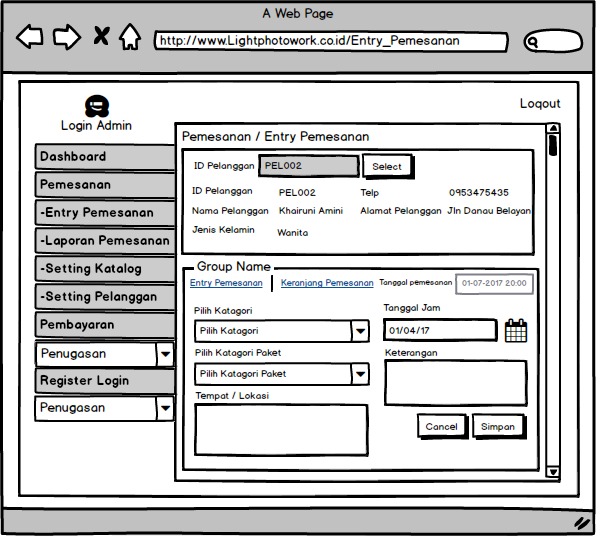 A Web Page
http://www.Lightphotowork.co.id/Entry_Pemesanan
Logout
Login Admin
Dashboard
Pemesanan
-Entry Pemesanan
-Laporan Pemesanan
-Setting Katalog
-Setting Pelanggan
Pembayaran
Penugasan
Register Login
Penugasan
Pemesanan / Entry Pemesanan
ID Pelanggan PEL002 Select
ID Pelanggan PEL002 Telp 0953475435
Nama Pelanggan Khairuni Amini Alamat Pelanggan Jln Danau Belayan
Jenis Kelamin Wanita
Group Name
Entry Pemesanan Keranjang Pemesanan Tanggal pemesanan 01-07-2017 20:00
Pilih Katagori Tanggal Jam
Pilih Katagori 01/04/17
Pilih Katagori Paket Keterangan
Pilih Katagori Paket
Tempat / Lokasi
Cancel Simpan